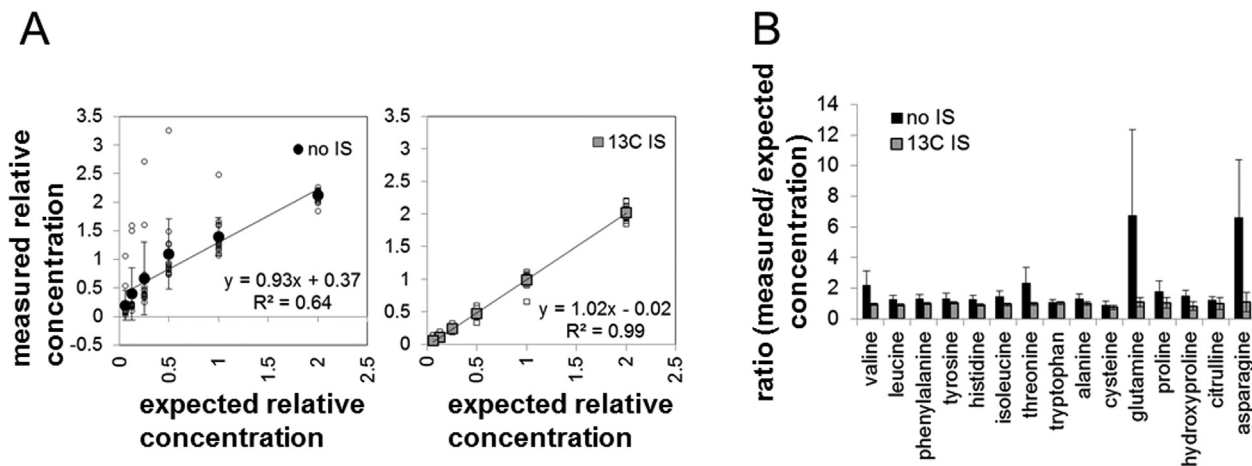 A
measured relative
concentration
3.5
3
2.5
2
1.5
1
0.5
0
-0.5
no IS
y = 0.93x + 0.37
R² = 0.64
0
0.5
1
1.5
2
expected relative
concentration
3.5
3
2.5
2
1.5
1
0.5
0
13C IS
y = 1.02x - 0.02
R² = 0.99
0
0.5
1
1.5
2
expected relative
concentration
B
ratio (measured/ expected
concentration)
14
12
10
8
6
4
2
0
no IS
13C IS
valine
leucine
phenylalanine
tyrosine
histidine
isoleucine
threonine
tryptophan
alanine
cysteine
glutamine
proline
hydroxyproline
citrulline
asparagine